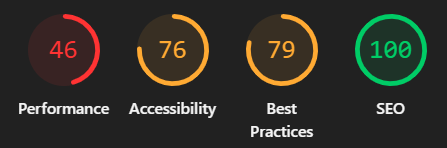 46 76 79 100
Performance Accessibility Best SEO
Practices